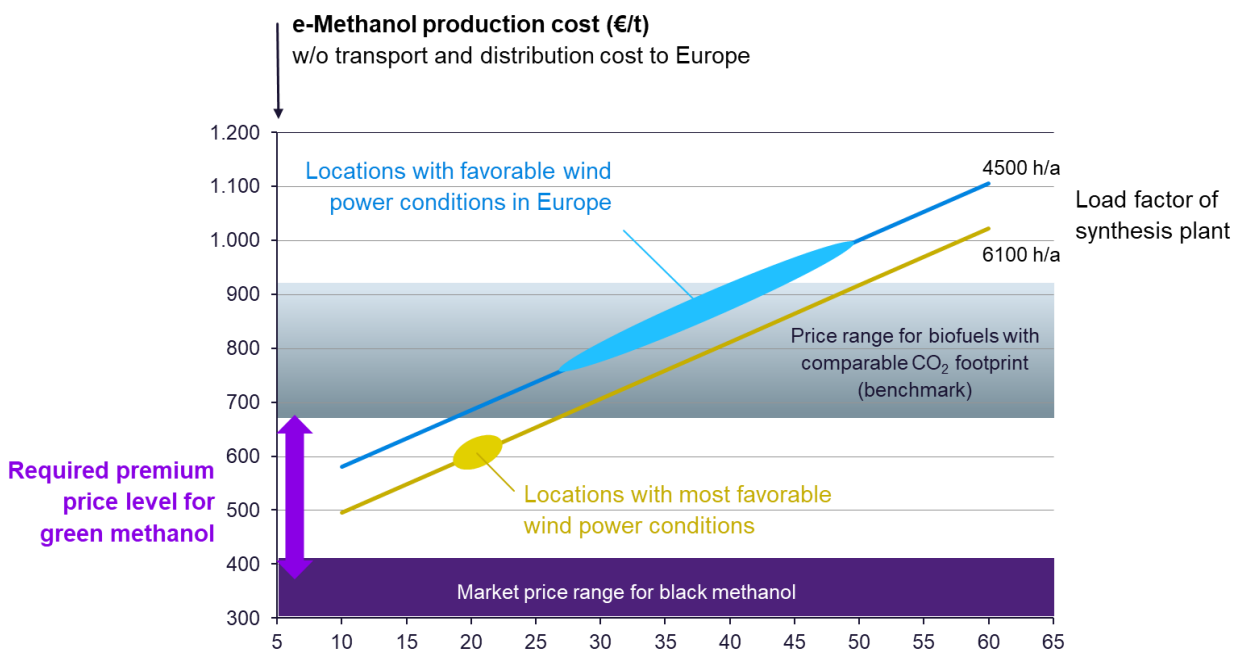 e-Methanol production cost (€/t)
w/o transport and distribution cost to Europe
1.200
1.100
1.000
900
800
700
600
500
400
300
Locations with favorable wind
power conditions in Europe
4500 h/a
6100 h/a
Load factor of
synthesis plant
Price range for biofuels with
comparable CO₂ footprint
(benchmark)
Required premium
price level for
green methanol
Locations with most favorable
wind power conditions
Market price range for black methanol
5 10 15 20 25 30 35 40 45 50 55 60 65